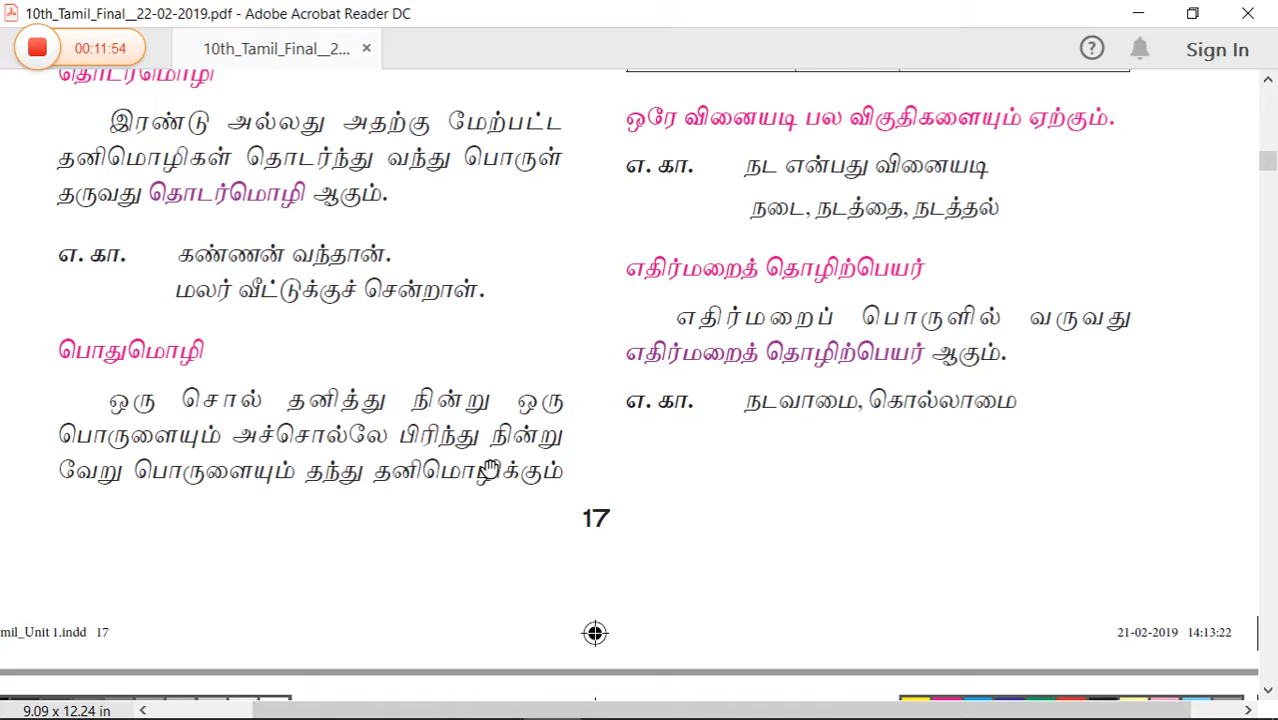 10th_Tamil_Final__22-02-2019.pdf - Adobe Acrobat Reader DC
00:11:54
10th_Tamil_Final__2...
Sign In
தொடர்மொழி
இரண்டு அல்லது அதற்கு மேற்பட்ட
தனிமொழிகள் தொடர்ந்து வந்து பொருள்
தருவது தொடர்மொழி ஆகும்.
எ. கா. கண்ணன் வந்தான்.
மலர் வீட்டுக்குச் சென்றாள்.
பொதுமொழி
ஒரு சொல் தனித்து நின்று ஒரு
பொருளையும் அச்சொல்லே பிரிந்து நின்று
வேறு பொருளையும் தந்து தனிமொழிக்கும்
ஒரே வினையடி பல விகுதிகளையும் ஏற்கும்.
எ. கா. நட என்பது வினையடி
நடை, நடத்தை, நடத்தல்
எதிர்மறைத் தொழிற்பெயர்
எதிர்மறைப் பொருளில் வருவது
எதிர்மறைத் தொழிற்பெயர் ஆகும்.
எ. கா. நடவாமை, கொல்லாமை
17
mil_Unit 1.indd 17
21-02-2019 14:13:22
9.09 x 12.24 in